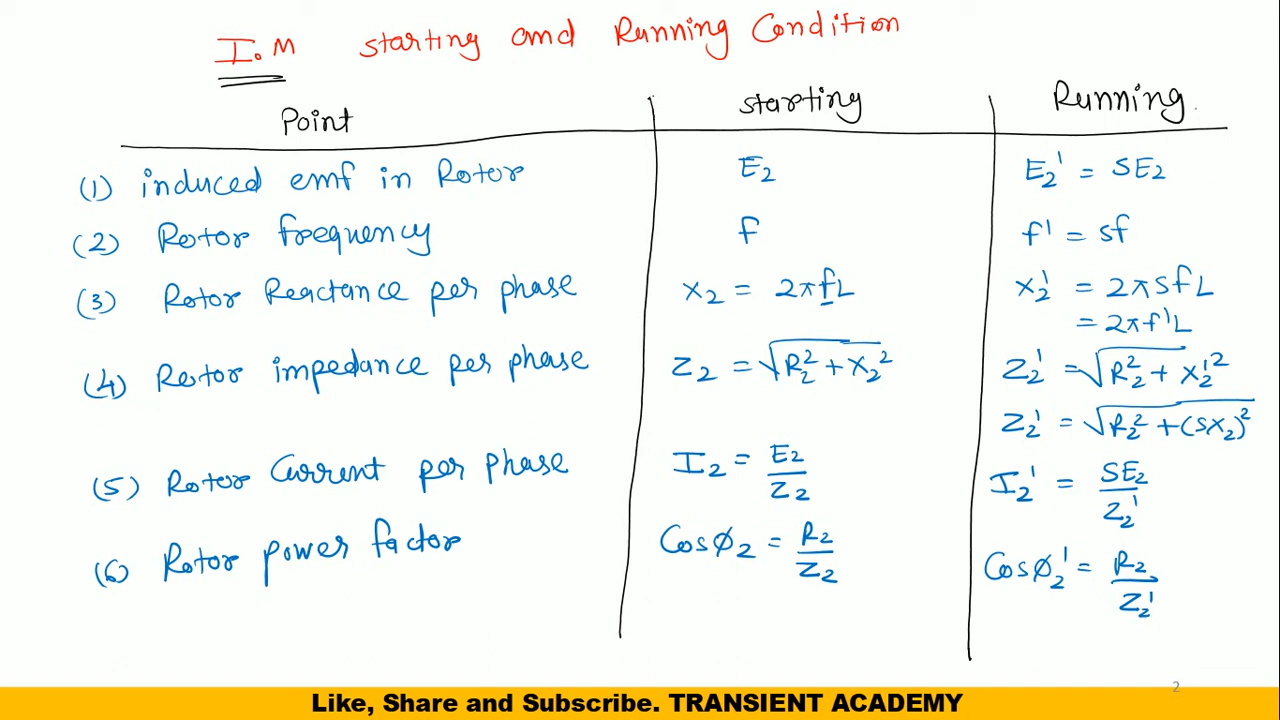 I.M starting and Running Condition
Point starting Running
(1) induced emf in Rotor E₂ E₂' = SE₂
(2) Rotor frequency f f' = sf
(3) Rotor Reactance per phase X₂ = 2πfL X₂' = 2πsfL
= 2πf'L
(4) Rotor impedance per phase Z₂ = √(R₂² + X₂²) Z₂' = √(R₂² + X₂'²)
Z₂' = √(R₂² + (SX₂)²)
(5) Rotor Current per phase I₂ = E₂/Z₂ I₂' = SE₂/Z₂'
(6) Rotor power factor Cosφ₂ = R₂/Z₂ Cosφ₂' = R₂/Z₂'
2
Like, Share and Subscribe. TRANSIENT ACADEMY